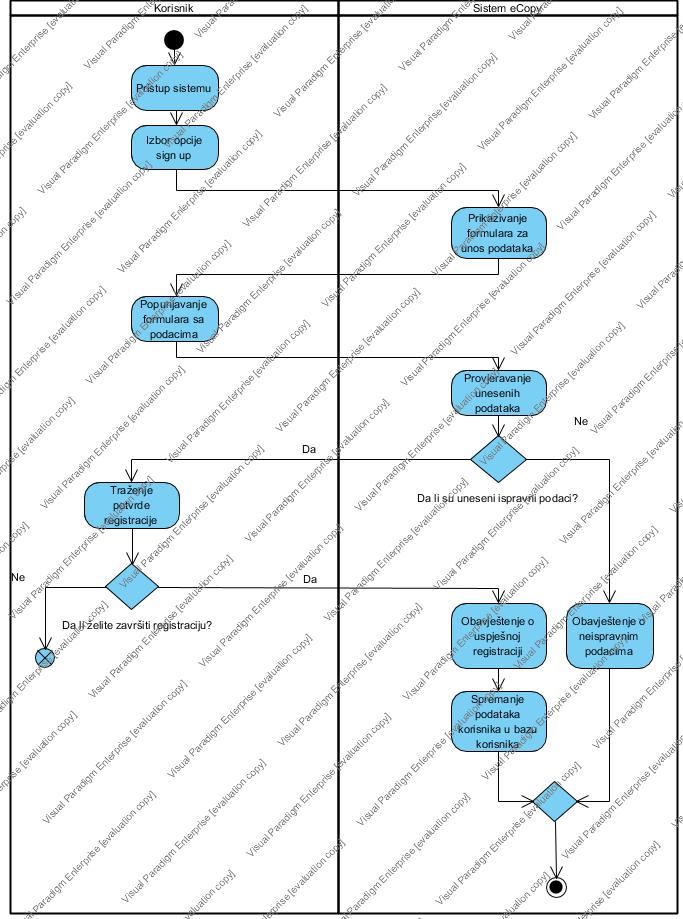 Korisnik
Sistem eCopy
Pristup sistemu
Izbor opcije
sign up
Prikazivanje
formulara za
unos podataka
Popunjavanje
formulara sa
podacima
Provjeravanje
unesenih
podataka
Ne
Da
Da li su uneseni ispravni podaci?
Traženje
potvrde
registracije
Ne
Da
Da li želite završiti registraciju?
Obavještenje o
uspješnoj
registraciji
Obavještenje o
neispravnim
podacima
Spremanje
podataka
korisnika u bazu
korisnika
Visual Paradigm Enterprise [evaluation copy]